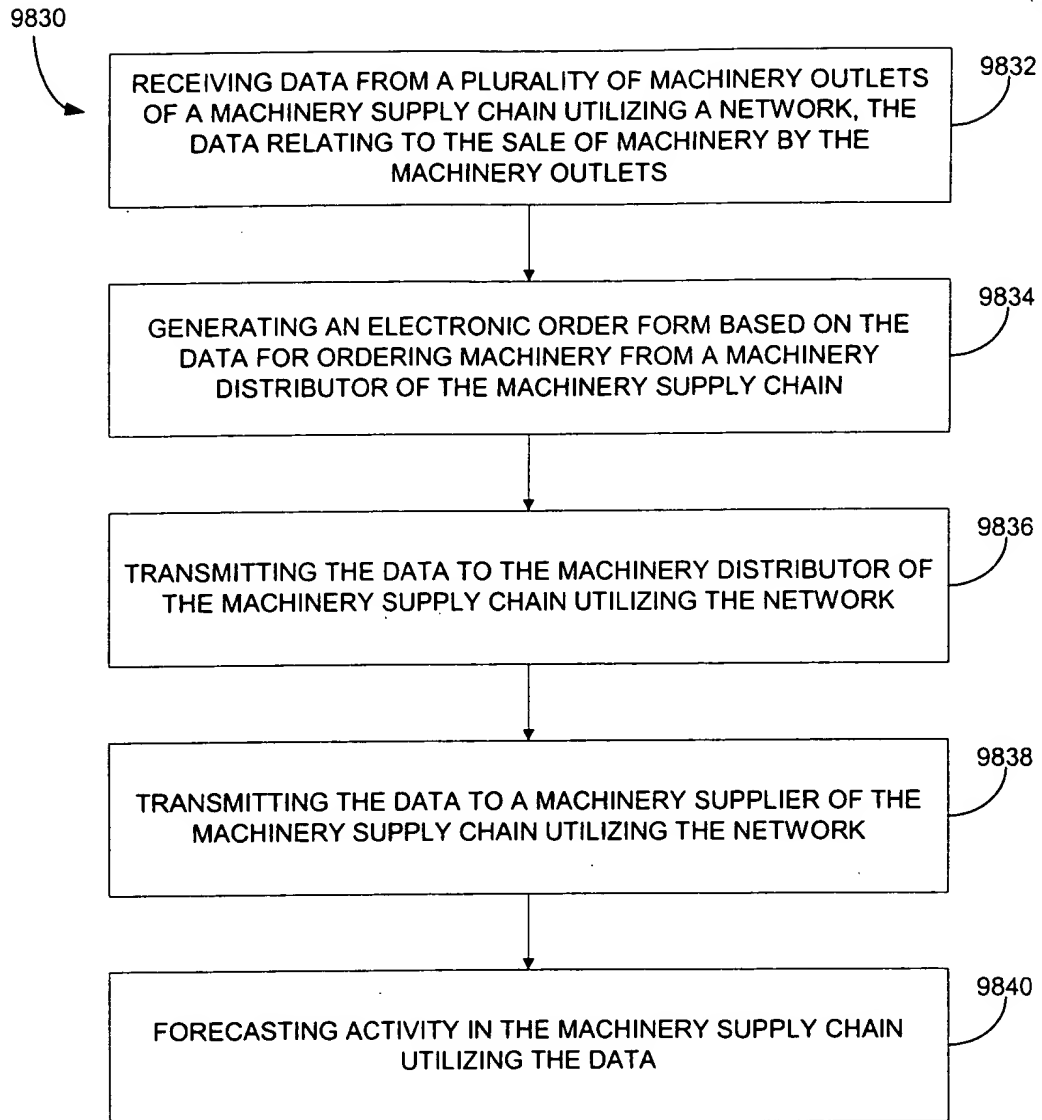 9830
RECEIVING DATA FROM A PLURALITY OF MACHINERY OUTLETS
OF A MACHINERY SUPPLY CHAIN UTILIZING A NETWORK, THE
DATA RELATING TO THE SALE OF MACHINERY BY THE
MACHINERY OUTLETS
9832
GENERATING AN ELECTRONIC ORDER FORM BASED ON THE
DATA FOR ORDERING MACHINERY FROM A MACHINERY
DISTRIBUTOR OF THE MACHINERY SUPPLY CHAIN
9834
TRANSMITTING THE DATA TO THE MACHINERY DISTRIBUTOR OF
THE MACHINERY SUPPLY CHAIN UTILIZING THE NETWORK
9836
TRANSMITTING THE DATA TO A MACHINERY SUPPLIER OF THE
MACHINERY SUPPLY CHAIN UTILIZING THE NETWORK
9838
FORECASTING ACTIVITY IN THE MACHINERY SUPPLY CHAIN
UTILIZING THE DATA
9840